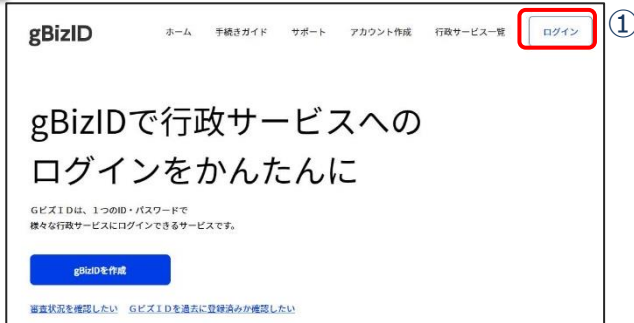 gBizID
ホーム 手続きガイド サポート アカウント作成 行政サービス一覧 ログイン ①
gBizIDで行政サービスへの
ログインをかんたんに
GビズIDは、1つのID・パスワードで
様々な行政サービスにログインできるサービスです。
gBizIDを作成
審査状況を確認したい GビズIDを過去に登録済みか確認したい